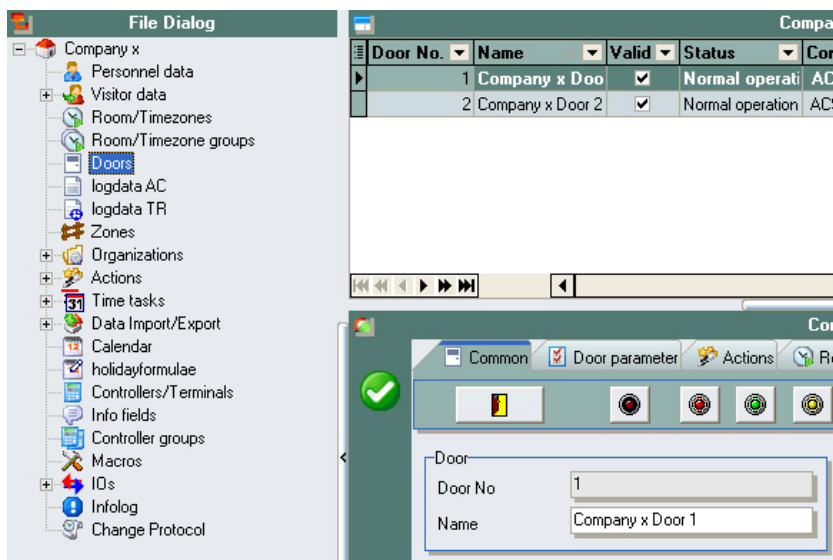 File Dialog
Company x
Personnel data
Visitor data
Room/Timezones
Room/Timezone groups
Doors
logdata AC
logdata TR
Zones
Organizations
Actions
Time tasks
Data Import/Export
Calendar
holidayformulae
Controllers/Terminals
Info fields
Controller groups
Macros
IOs
Infolog
Change Protocol
Compa
Door No. Name Valid Status Cor
1 Company x Doo Normal operati AC
2 Company x Door 2 Normal operation ACS
Cor
Common Door parameter Actions R
Door
Door No 1
Name Company x Door 1